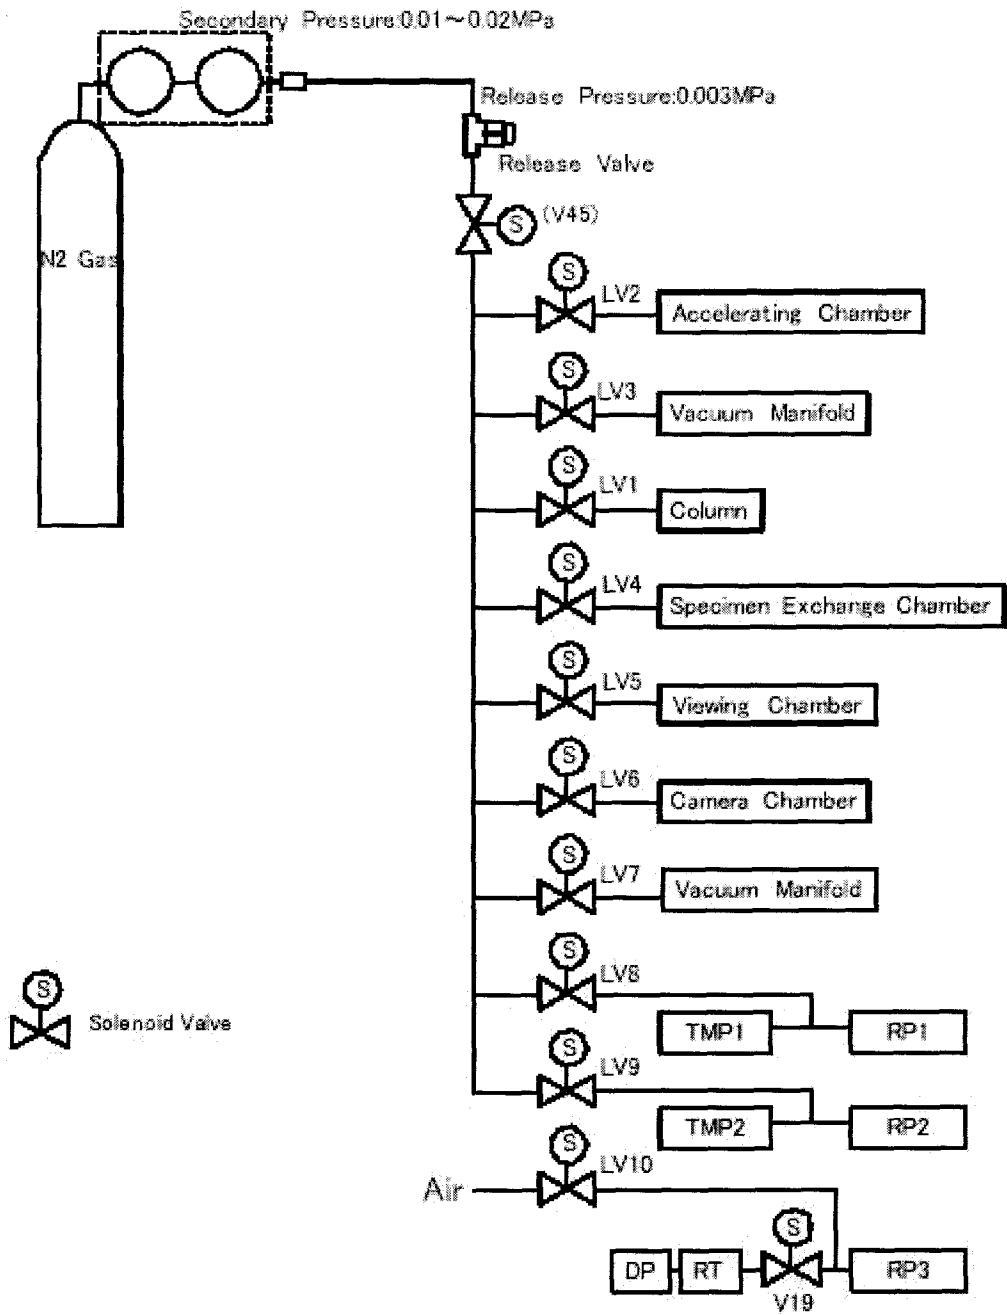 Secondary Pressure:0.01～0.02MPa
Release Pressure:0.003MPa
Release Valve
S
(V45)
N2 Gas
S
LV2
Accelerating Chamber
S
LV3
Vacuum Manifold
S
LV1
Column
S
LV4
Specimen Exchange Chamber
S
LV5
Viewing Chamber
S
LV6
Camera Chamber
S
LV7
Vacuum Manifold
S
LV8
S
Solenoid Valve
TMP1
RP1
S
LV9
TMP2
RP2
S
LV10
Air
S
DP
RT
RP3
V19